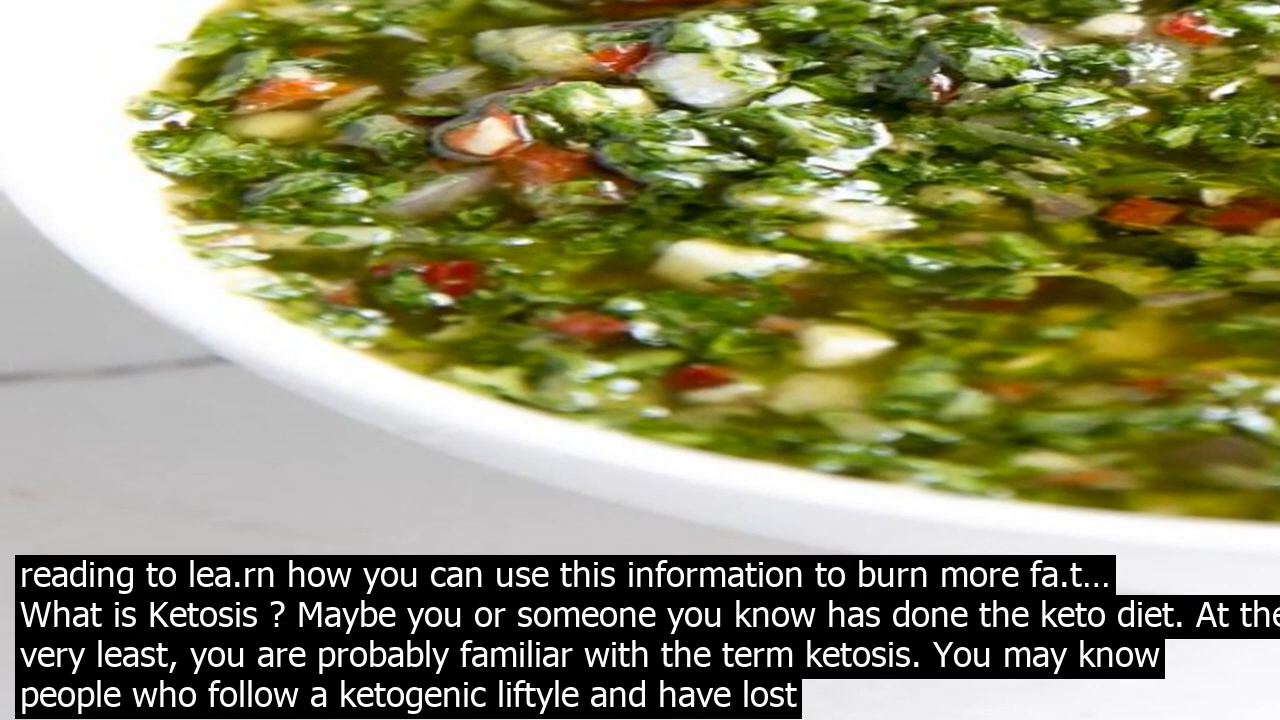 reading to lea.rn how you can use this information to burn more fa.t...
What is Ketosis ? Maybe you or someone you know has done the keto diet. At the
very least, you are probably familiar with the term ketosis. You may know
people who follow a ketogenic liftyle and have lost